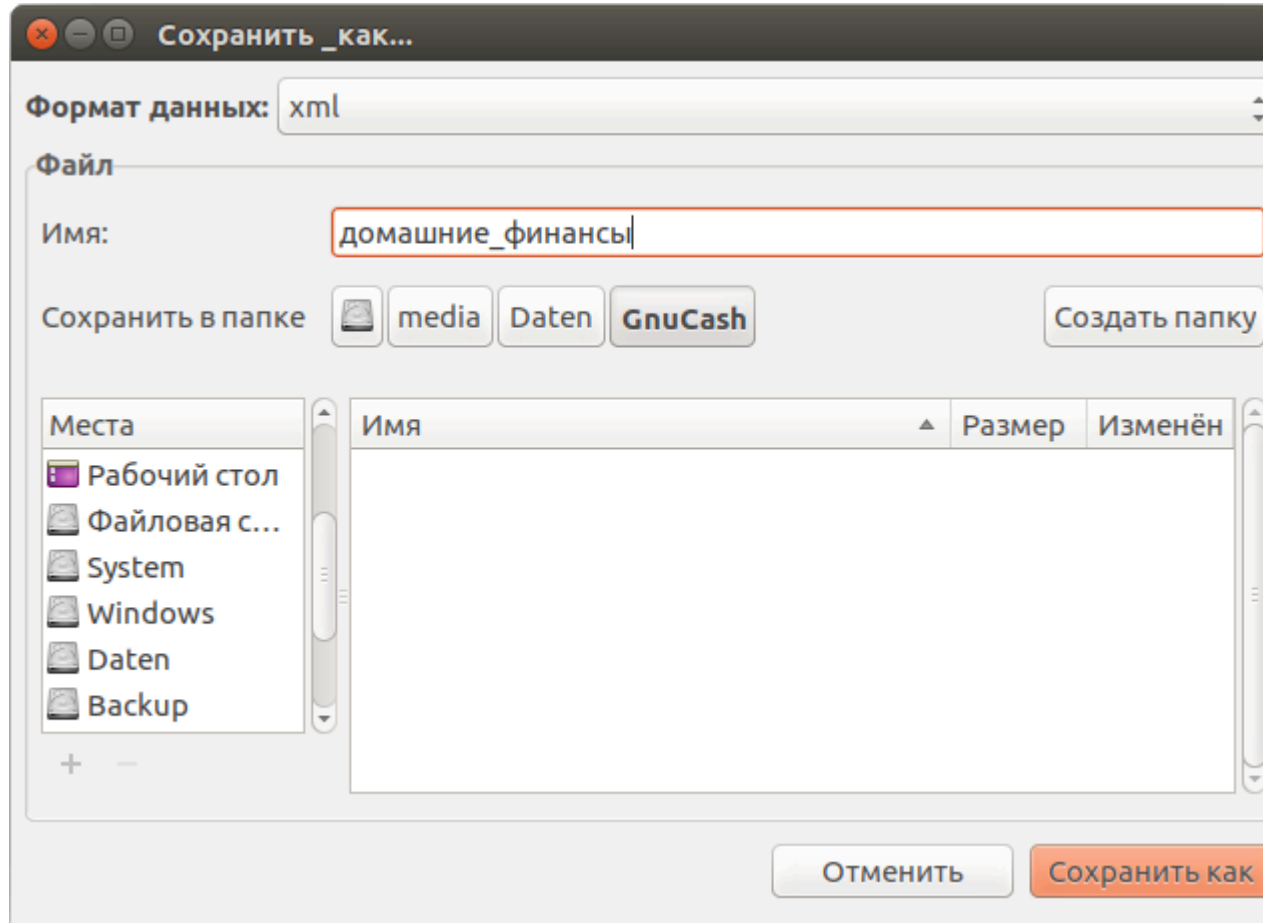 Сохранить _как...
Формат данных: xml
Файл
Имя: домашние_финансы
Сохранить в папке media Daten GnuCash Создать папку
Места Имя Размер Изменён
Рабочий стол
Файловая с...
System
Windows
Daten
Backup
Отменить Сохранить как